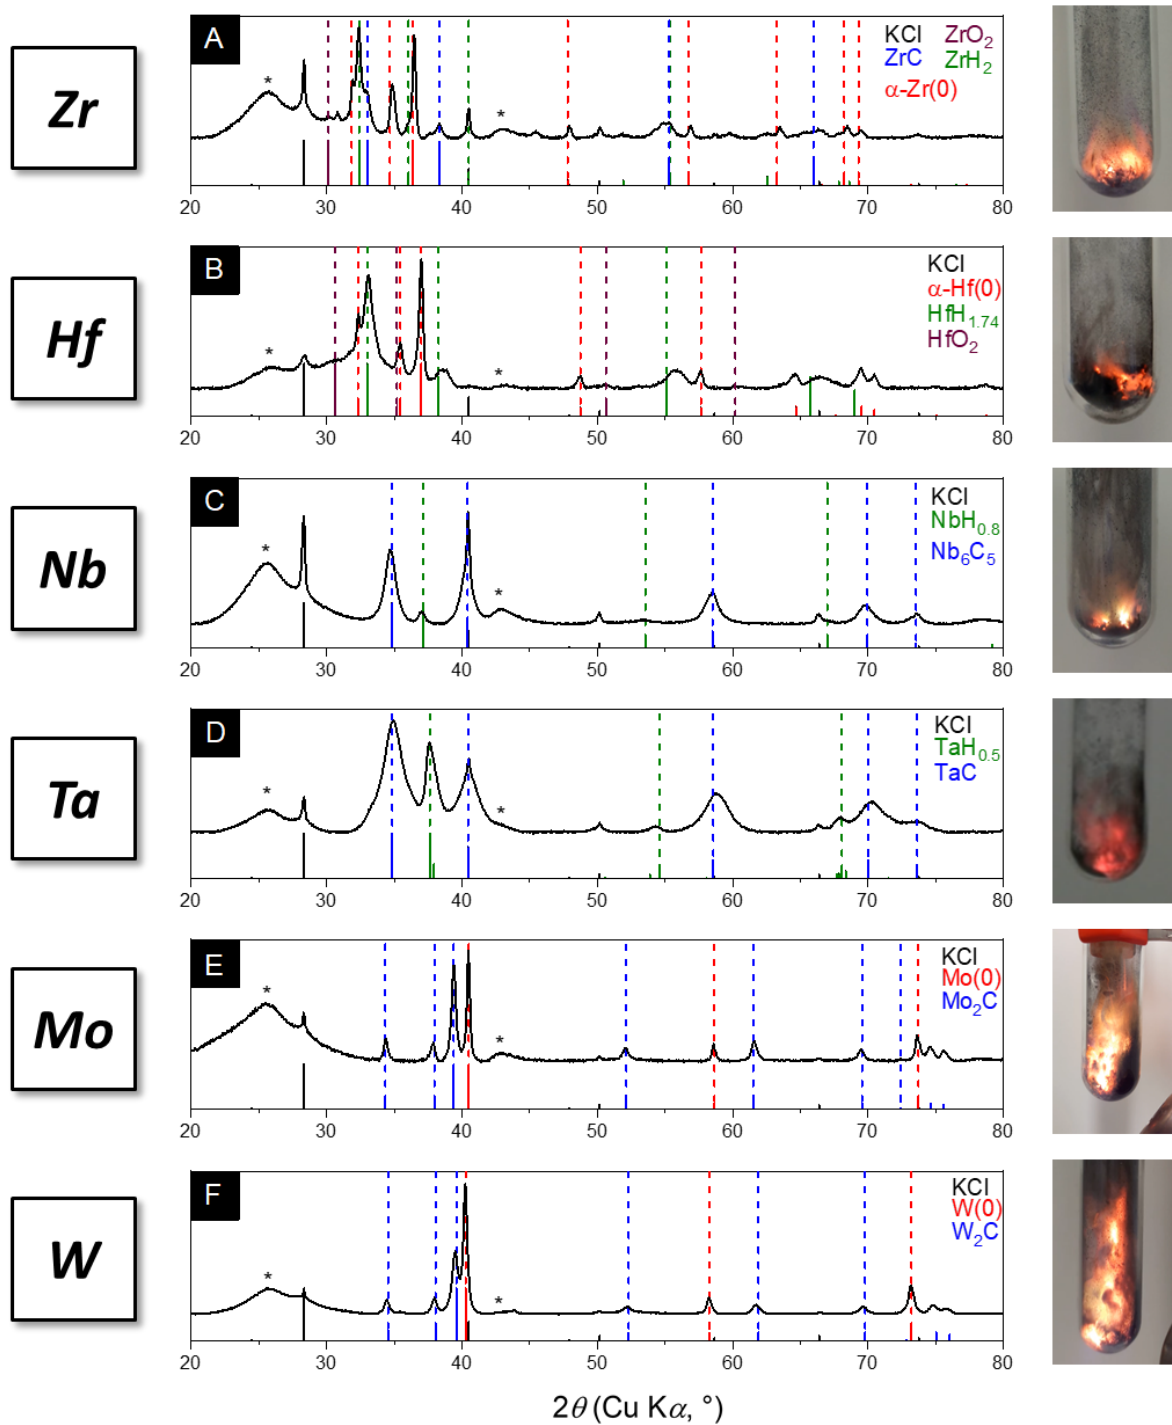 Zr
A
KCl ZrO₂
ZrC ZrH₂
α-Zr(0)
*
*
20 30 40 50 60 70 80
Hf
B
KCl
α-Hf(0)
HfH₁.₇₄
HfO₂
*
*
20 30 40 50 60 70 80
Nb
C
KCl
NbH₀.₈
Nb₆C₅
*
*
20 30 40 50 60 70 80
Ta
D
KCl
TaH₀.₅
TaC
*
*
20 30 40 50 60 70 80
Mo
E
KCl
Mo(0)
Mo₂C
*
*
20 30 40 50 60 70 80
W
F
KCl
W(0)
W₂C
*
*
20 30 40 50 60 70 80
2θ (Cu Kα, °)